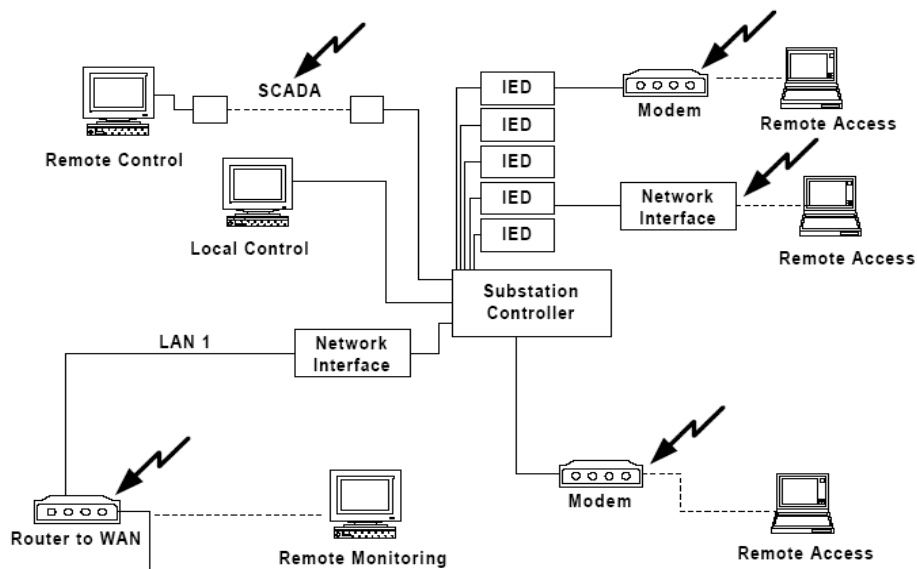 SCADA
Remote Control
Local Control
IED
IED
IED
IED
IED
Modem
Remote Access
Network
Interface
Remote Access
Substation
Controller
LAN 1
Network
Interface
Router to WAN
Remote Monitoring
Modem
Remote Access